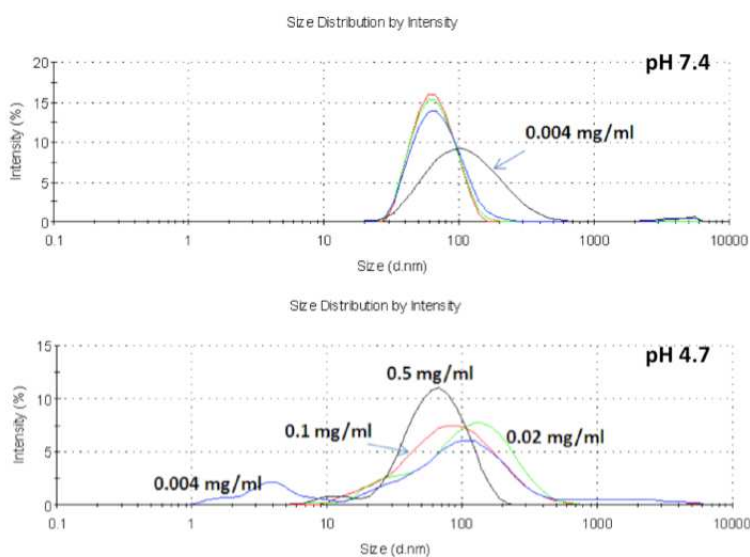 Size Distribution by Intensity
pH 7.4
20
15
10
5
0
Intensity (%)
0.004 mg/ml
0.1
1
10
100
1000
10000
Size (d.nm)
Size Distribution by Intensity
pH 4.7
15
10
5
0
Intensity (%)
0.5 mg/ml
0.1 mg/ml
0.02 mg/ml
0.004 mg/ml
0.1
1
10
100
1000
10000
Size (d.nm)